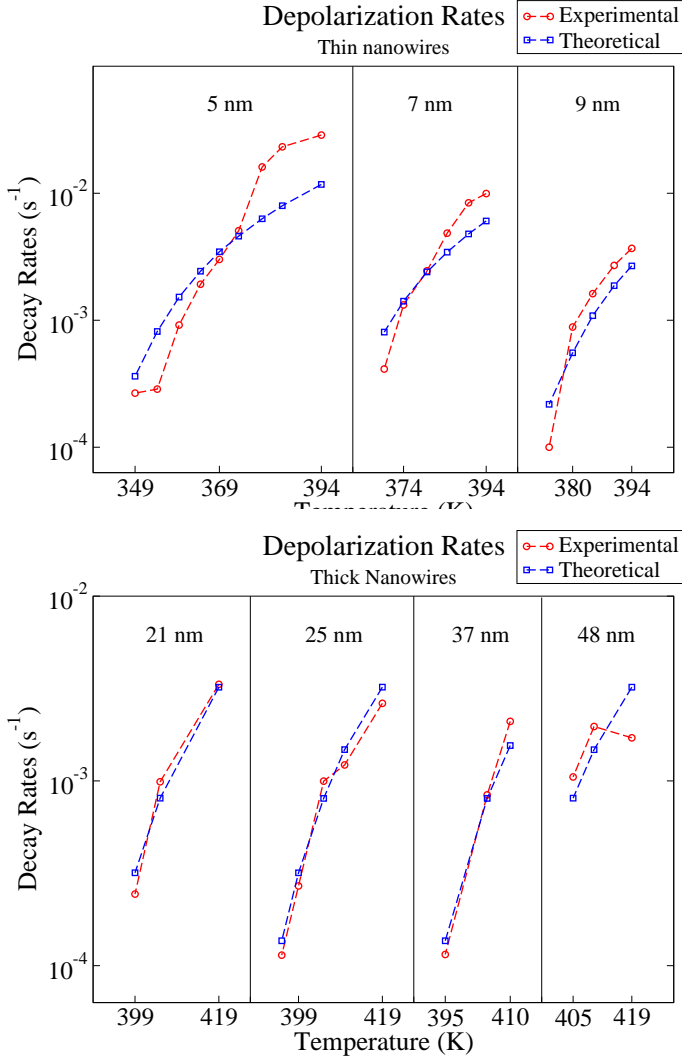 Depolarization Rates
Thin nanowires
Experimental
Theoretical
5 nm
7 nm
9 nm
10^-2
10^-3
10^-4
Decay Rates (s^-1)
349
369
394
374
394
380
394
Temperature (K)
Depolarization Rates
Thick Nanowires
Experimental
Theoretical
10^-2
21 nm
25 nm
37 nm
48 nm
10^-3
10^-4
Decay Rates (s^-1)
399
419
399
419
395
410
405
419
Temperature (K)